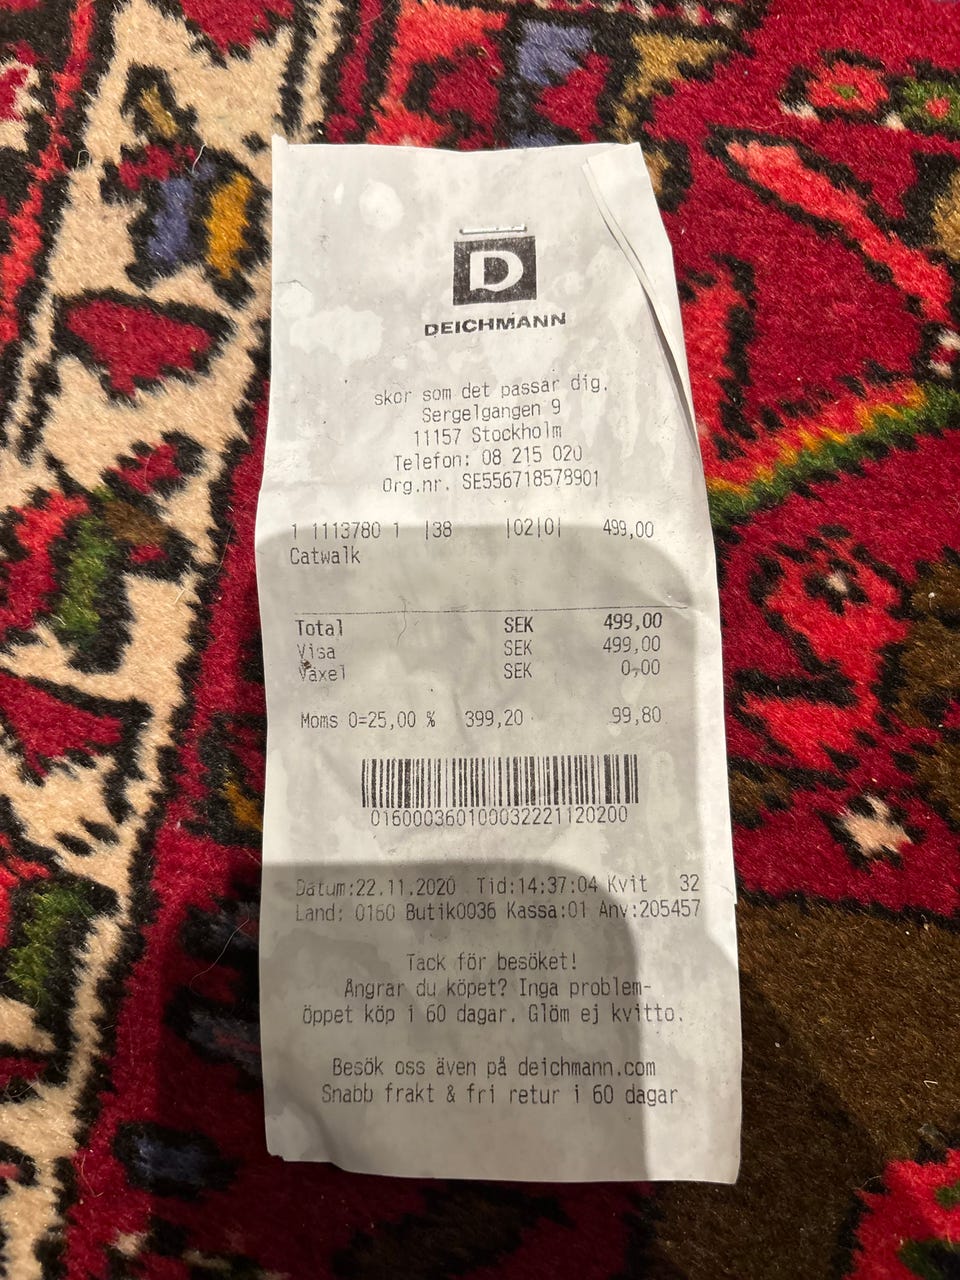 D
DEICHMANN
skor som det passar dig.
Sergelgangen 9
11157 Stockholm
Telefon: 08 215 020
Org.nr. SE556718578901
1 1113780 1 |38 |02|0| 499,00
Catwalk
Total SEK 499,00
Visa SEK 499,00
Växel SEK 0,00
Moms 0=25,00 % 399,20 99,80
016000360100032221120200
Datum:22.11.2020 Tid:14:37:04 Kvit 32
Land: 0160 Butik0036 Kassa:01 Anv:205457
Tack för besöket!
Ångrar du köpet? Inga problem-
öppet köp i 60 dagar. Glöm ej kvitto.
Besök oss även på deichmann.com
Snabb frakt & fri retur i 60 dagar